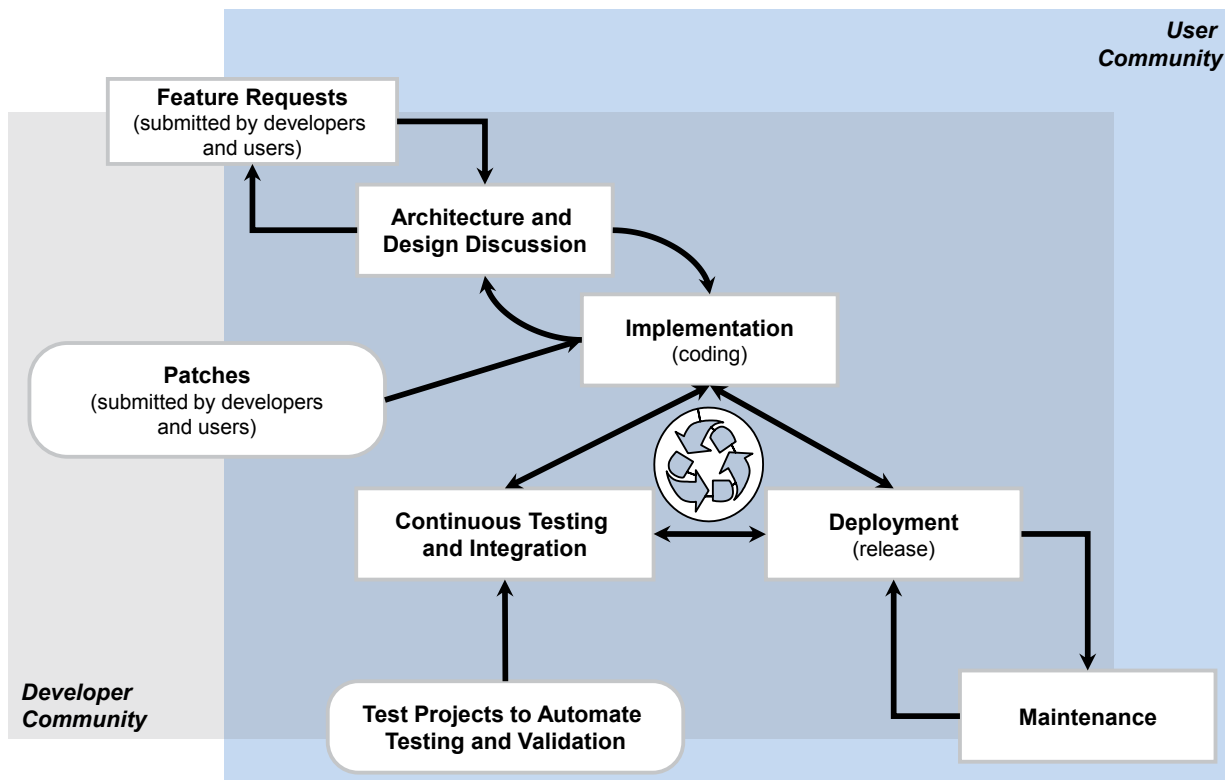 User
Community
Feature Requests
(submitted by developers
and users)
Architecture and
Design Discussion
Implementation
(coding)
Patches
(submitted by developers
and users)
Continuous Testing
and Integration
Deployment
(release)
Developer
Community
Test Projects to Automate
Testing and Validation
Maintenance